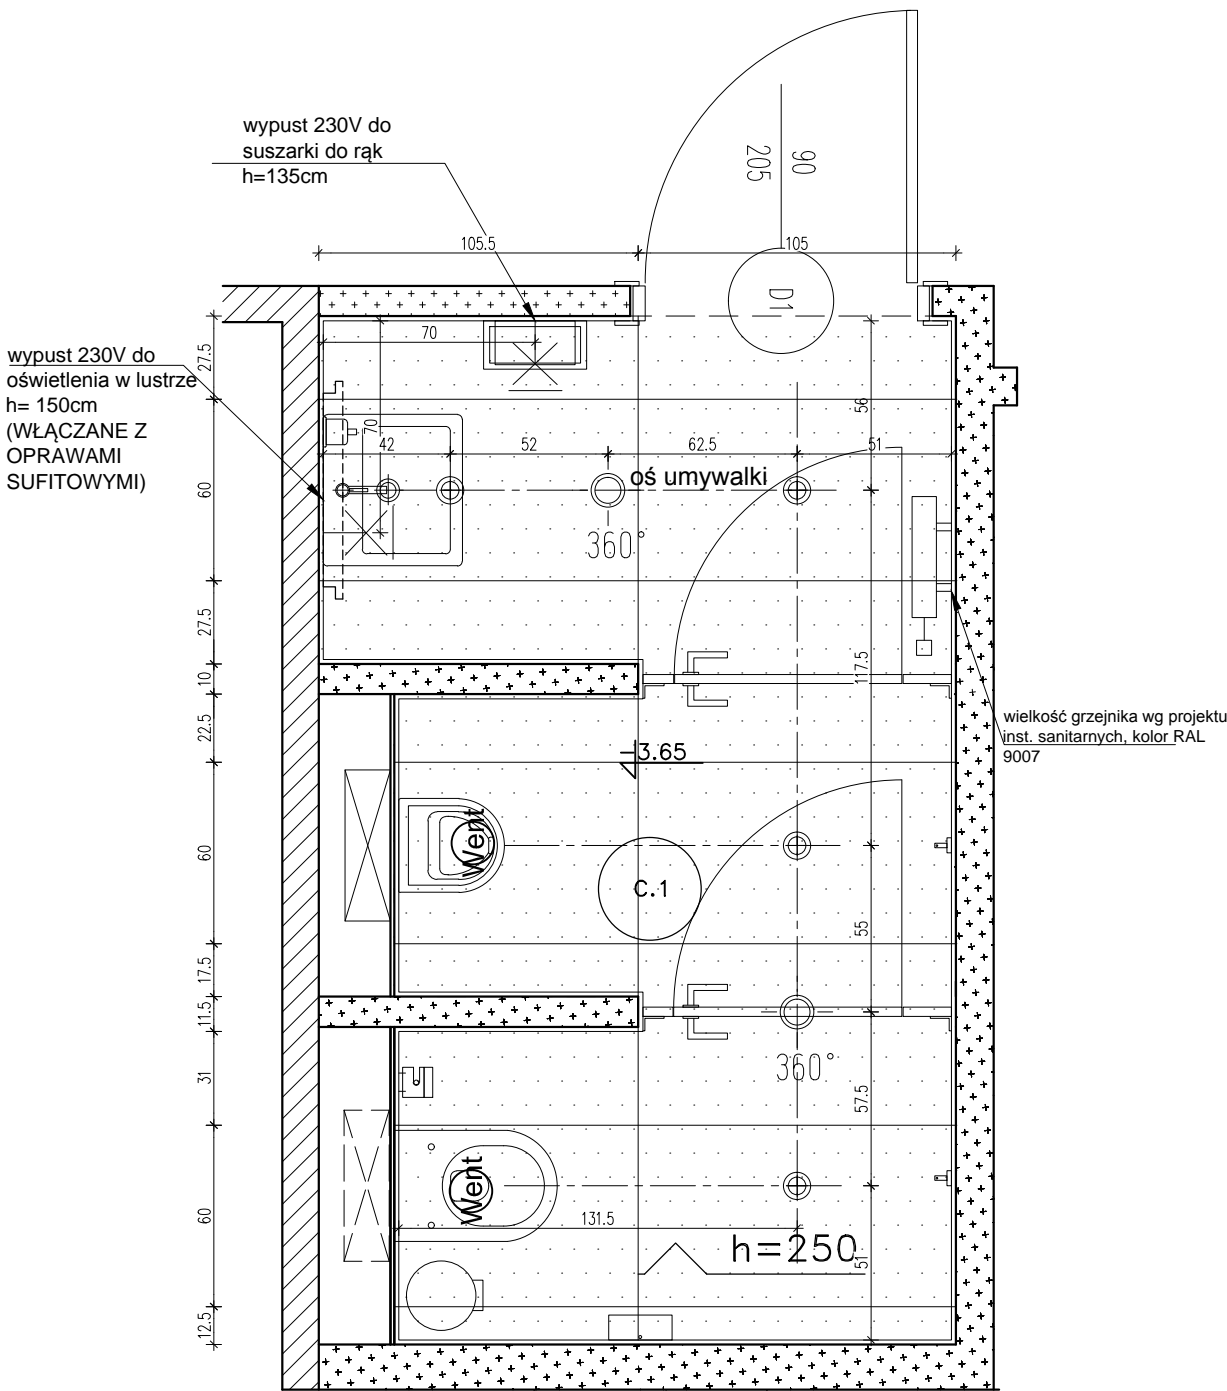 wypust 230V do
suszarki do rąk
h=135cm
90
205
105.5
105
D1
wypust 230V do
oświetlenia w lustrze
h= 150cm
(WŁĄCZANE Z
OPRAWAMI
SUFITOWYMI)
27.5
60
27.5
10
22.5
60
17.5
11.5
31
60
12.5
70
70
42
52
62.5
51
56
oś umywalki
360°
117.5
wielkość grzejnika wg projektu
inst. sanitarnych, kolor RAL
9007
3.65
Went
C.1
55
360°
57.5
Went
131.5
h=250
51